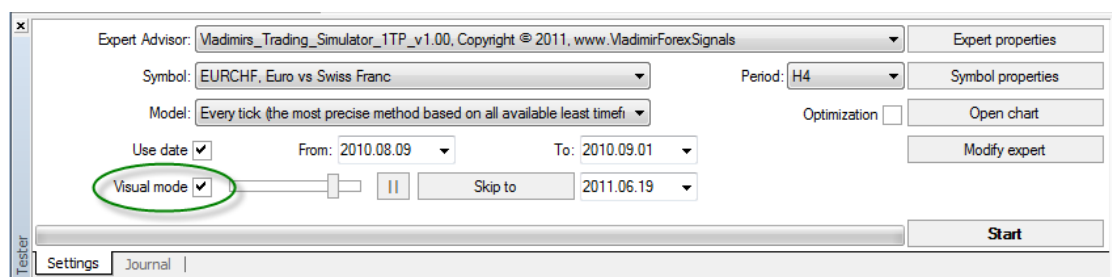 Expert Advisor: Vladimirs_Trading_Simulator_1TP_v1.00, Copyright © 2011, www.VladimirForexSignals Expert properties
Symbol: EURCHF, Euro vs Swiss Franc Period: H4 Symbol properties
Model: Every tick (the most precise method based on all available least timefr Optimization Open chart
Use date From: 2010.08.09 To: 2010.09.01 Modify expert
Visual mode Skip to 2011.06.19
Start
Tester
Settings Journal